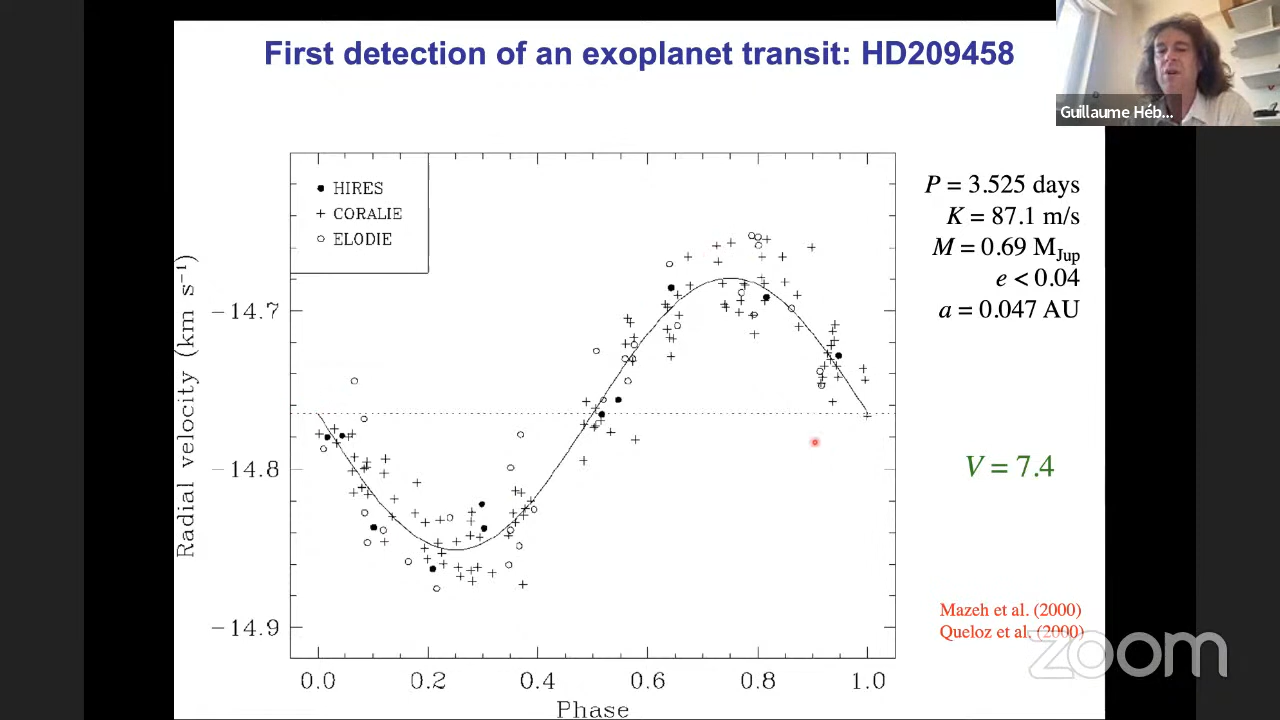 First detection of an exoplanet transit: HD209458
Guillaume Héb...
HIRES
CORALIE
ELODIE
P = 3.525 days
K = 87.1 m/s
M = 0.69 MJup
e < 0.04
a = 0.047 AU
V = 7.4
Radial velocity (km s⁻¹)
−14.7
−14.8
−14.9
0.0 0.2 0.4 0.6 0.8 1.0
Phase
Mazeh et al. (2000)
Queloz et al. (2000)
zoom